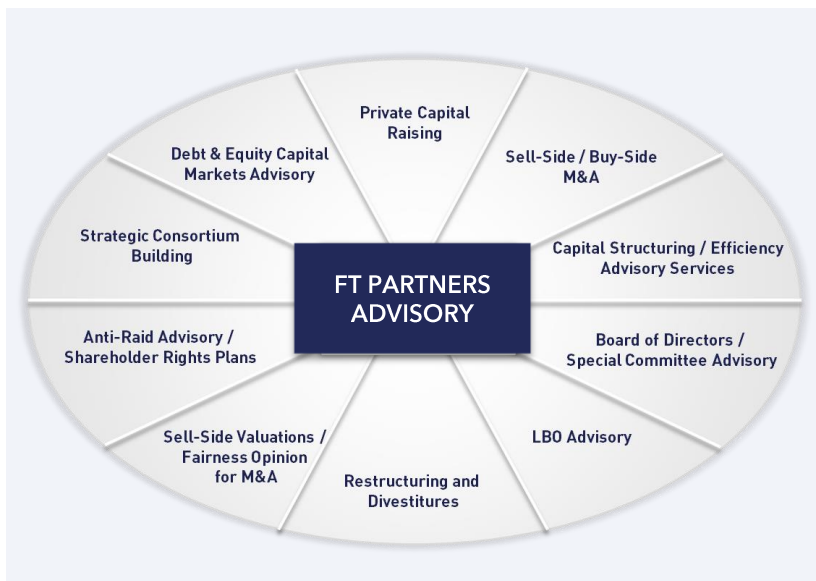 Private Capital
Raising
Sell-Side / Buy-Side
M&A
Capital Structuring / Efficiency
Advisory Services
Board of Directors /
Special Committee Advisory
LBO Advisory
Restructuring and
Divestitures
Sell-Side Valuations /
Fairness Opinion
for M&A
Anti-Raid Advisory /
Shareholder Rights Plans
Strategic Consortium
Building
Debt & Equity Capital
Markets Advisory
FT PARTNERS
ADVISORY